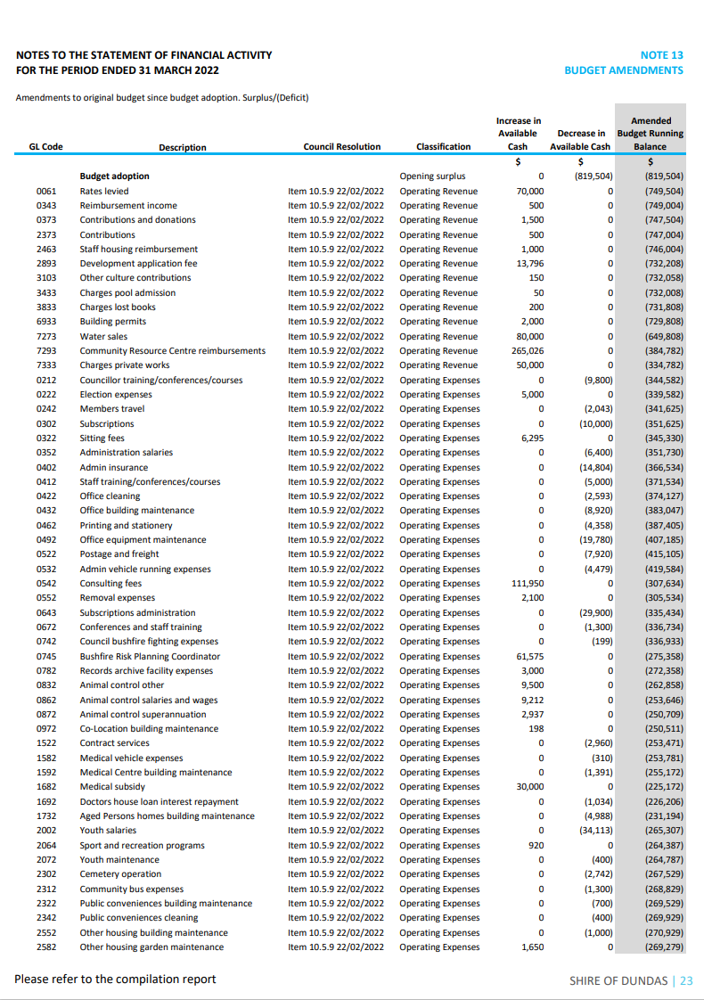 NOTES TO THE STATEMENT OF FINANCIAL ACTIVITY NOTE 13
FOR THE PERIOD ENDED 31 MARCH 2022 BUDGET AMENDMENTS
Amendments to original budget since budget adoption. Surplus/(Deficit)
Increase in Amended
Available Decrease in Budget Running
GL Code Description Council Resolution Classification Cash Available Cash Balance
$ $ $
Budget adoption Opening surplus 0 (819,504) (819,504)
0061 Rates levied Item 10.5.9 22/02/2022 Operating Revenue 70,000 0 (749,504)
0343 Reimbursement income Item 10.5.9 22/02/2022 Operating Revenue 500 0 (749,004)
0373 Contributions and donations Item 10.5.9 22/02/2022 Operating Revenue 1,500 0 (747,504)
2373 Contributions Item 10.5.9 22/02/2022 Operating Revenue 500 0 (747,004)
2463 Staff housing reimbursement Item 10.5.9 22/02/2022 Operating Revenue 1,000 0 (746,004)
2893 Development application fee Item 10.5.9 22/02/2022 Operating Revenue 13,796 0 (732,208)
3103 Other culture contributions Item 10.5.9 22/02/2022 Operating Revenue 150 0 (732,058)
3433 Charges pool admission Item 10.5.9 22/02/2022 Operating Revenue 50 0 (732,008)
3833 Charges lost books Item 10.5.9 22/02/2022 Operating Revenue 200 0 (731,808)
6933 Building permits Item 10.5.9 22/02/2022 Operating Revenue 2,000 0 (729,808)
7273 Water sales Item 10.5.9 22/02/2022 Operating Revenue 80,000 0 (649,808)
7293 Community Resource Centre reimbursements Item 10.5.9 22/02/2022 Operating Revenue 265,026 0 (384,782)
7333 Charges private works Item 10.5.9 22/02/2022 Operating Revenue 50,000 0 (334,782)
0212 Councillor training/conferences/courses Item 10.5.9 22/02/2022 Operating Expenses 0 (9,800) (344,582)
0222 Election expenses Item 10.5.9 22/02/2022 Operating Expenses 5,000 0 (339,582)
0242 Members travel Item 10.5.9 22/02/2022 Operating Expenses 0 (2,043) (341,625)
0302 Subscriptions Item 10.5.9 22/02/2022 Operating Expenses 0 (10,000) (351,625)
0322 Sitting fees Item 10.5.9 22/02/2022 Operating Expenses 6,295 0 (345,330)
0352 Administration salaries Item 10.5.9 22/02/2022 Operating Expenses 0 (6,400) (351,730)
0402 Admin insurance Item 10.5.9 22/02/2022 Operating Expenses 0 (14,804) (366,534)
0412 Staff training/conferences/courses Item 10.5.9 22/02/2022 Operating Expenses 0 (5,000) (371,534)
0422 Office cleaning Item 10.5.9 22/02/2022 Operating Expenses 0 (2,593) (374,127)
0432 Office building maintenance Item 10.5.9 22/02/2022 Operating Expenses 0 (8,920) (383,047)
0462 Printing and stationery Item 10.5.9 22/02/2022 Operating Expenses 0 (4,358) (387,405)
0492 Office equipment maintenance Item 10.5.9 22/02/2022 Operating Expenses 0 (19,780) (407,185)
0522 Postage and freight Item 10.5.9 22/02/2022 Operating Expenses 0 (7,920) (415,105)
0532 Admin vehicle running expenses Item 10.5.9 22/02/2022 Operating Expenses 0 (4,479) (419,584)
0542 Consulting fees Item 10.5.9 22/02/2022 Operating Expenses 111,950 0 (307,634)
0552 Removal expenses Item 10.5.9 22/02/2022 Operating Expenses 2,100 0 (305,534)
0643 Subscriptions administration Item 10.5.9 22/02/2022 Operating Expenses 0 (29,900) (335,434)
0672 Conferences and staff training Item 10.5.9 22/02/2022 Operating Expenses 0 (1,300) (336,734)
0742 Council bushfire fighting expenses Item 10.5.9 22/02/2022 Operating Expenses 0 (199) (336,933)
0745 Bushfire Risk Planning Coordinator Item 10.5.9 22/02/2022 Operating Expenses 61,575 0 (275,358)
0782 Records archive facility expenses Item 10.5.9 22/02/2022 Operating Expenses 3,000 0 (272,358)
0832 Animal control other Item 10.5.9 22/02/2022 Operating Expenses 9,500 0 (262,858)
0862 Animal control salaries and wages Item 10.5.9 22/02/2022 Operating Expenses 9,212 0 (253,646)
0872 Animal control superannuation Item 10.5.9 22/02/2022 Operating Expenses 2,937 0 (250,709)
0972 Co-Location building maintenance Item 10.5.9 22/02/2022 Operating Expenses 198 0 (250,511)
1522 Contract services Item 10.5.9 22/02/2022 Operating Expenses 0 (2,960) (253,471)
1582 Medical vehicle expenses Item 10.5.9 22/02/2022 Operating Expenses 0 (310) (253,781)
1592 Medical Centre building maintenance Item 10.5.9 22/02/2022 Operating Expenses 0 (1,391) (255,172)
1682 Medical subsidy Item 10.5.9 22/02/2022 Operating Expenses 30,000 0 (225,172)
1692 Doctors house loan interest repayment Item 10.5.9 22/02/2022 Operating Expenses 0 (1,034) (226,206)
1732 Aged Persons homes building maintenance Item 10.5.9 22/02/2022 Operating Expenses 0 (4,988) (231,194)
2002 Youth salaries Item 10.5.9 22/02/2022 Operating Expenses 0 (34,113) (265,307)
2064 Sport and recreation programs Item 10.5.9 22/02/2022 Operating Expenses 920 0 (264,387)
2072 Youth maintenance Item 10.5.9 22/02/2022 Operating Expenses 0 (400) (264,787)
2302 Cemetery operation Item 10.5.9 22/02/2022 Operating Expenses 0 (2,742) (267,529)
2312 Community bus expenses Item 10.5.9 22/02/2022 Operating Expenses 0 (1,300) (268,829)
2322 Public conveniences building maintenance Item 10.5.9 22/02/2022 Operating Expenses 0 (700) (269,529)
2342 Public conveniences cleaning Item 10.5.9 22/02/2022 Operating Expenses 0 (400) (269,929)
2552 Other housing building maintenance Item 10.5.9 22/02/2022 Operating Expenses 0 (1,000) (270,929)
2582 Other housing garden maintenance Item 10.5.9 22/02/2022 Operating Expenses 1,650 0 (269,279)
Please refer to the compilation report SHIRE OF DUNDAS | 23